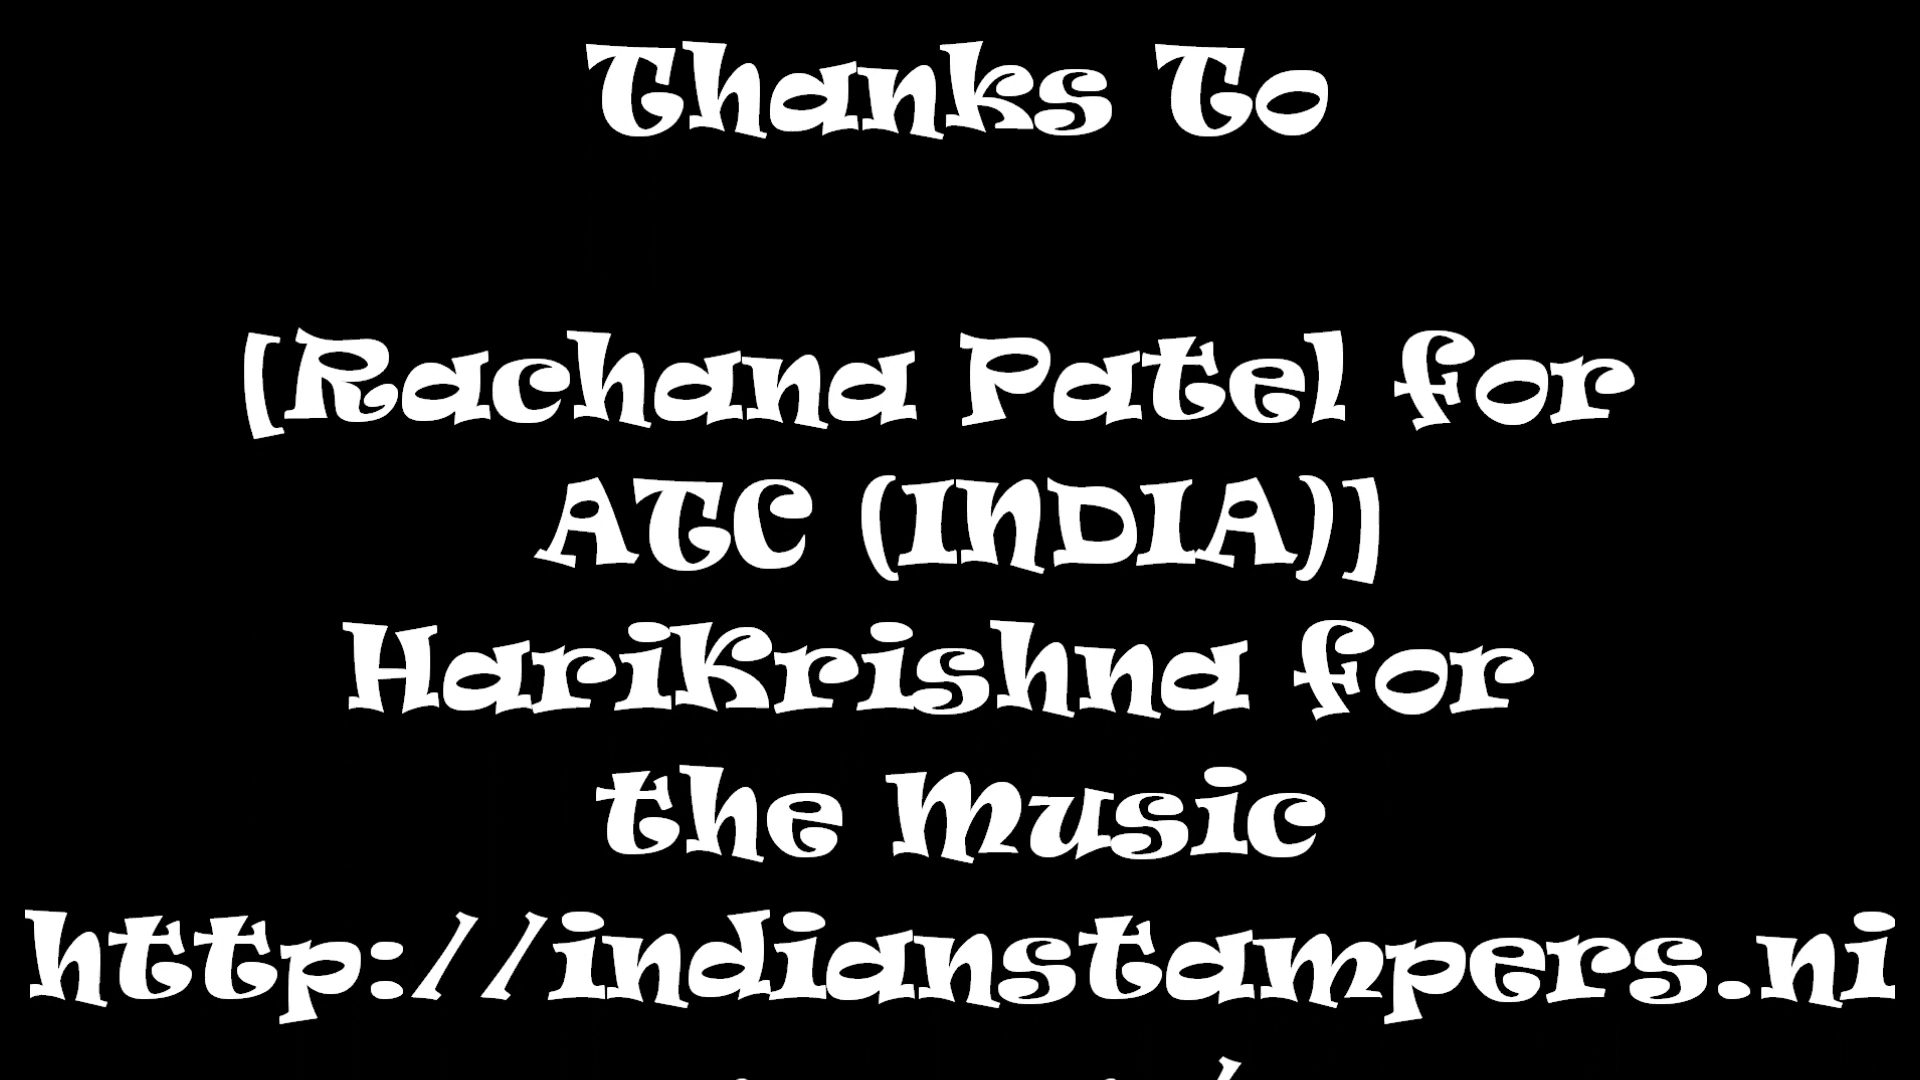 Thanks To
[Rachana Patel for
ATC (INDIA)]
HariKrishna for
the Music
http://indianstampers.ni